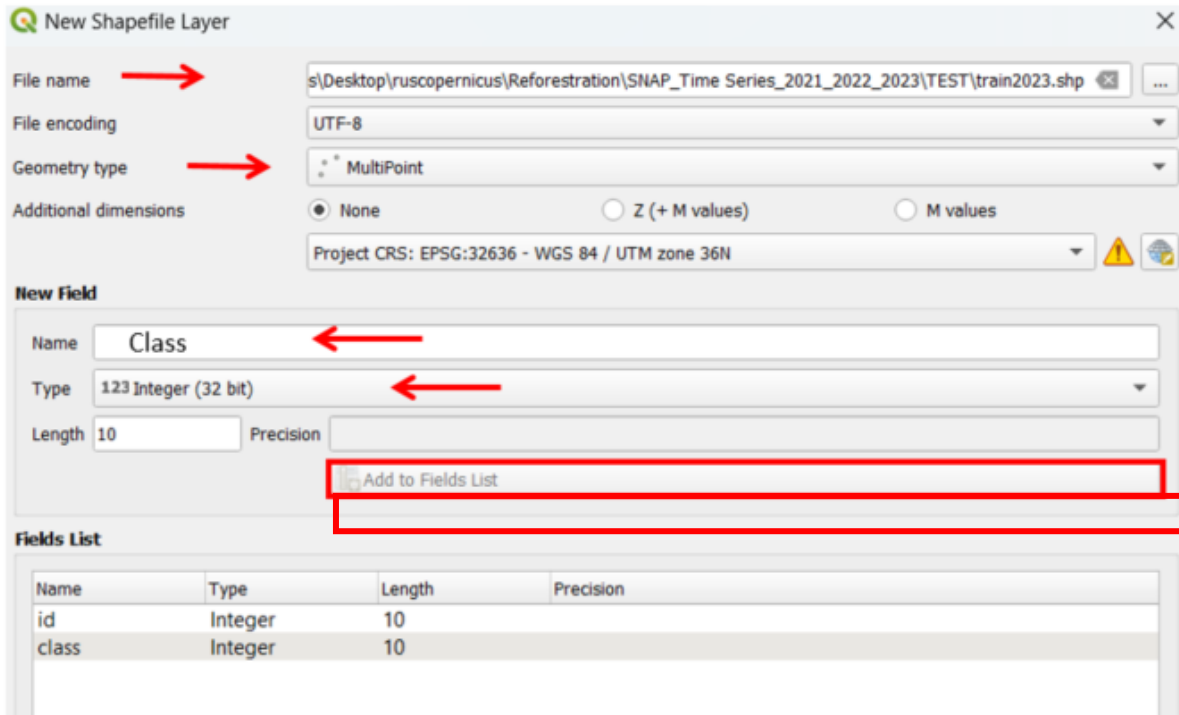 New Shapefile Layer
File name s\Desktop\ruscopernicus\Reforestration\SNAP_Time Series_2021_2022_2023\TEST\train2023.shp ...
File encoding UTF-8
Geometry type MultiPoint
Additional dimensions None Z (+ M values) M values
Project CRS: EPSG:32636 - WGS 84 / UTM zone 36N
New Field
Name Class
Type 123 Integer (32 bit)
Length 10 Precision
Add to Fields List
Fields List
Name Type Length Precision
id Integer 10
class Integer 10